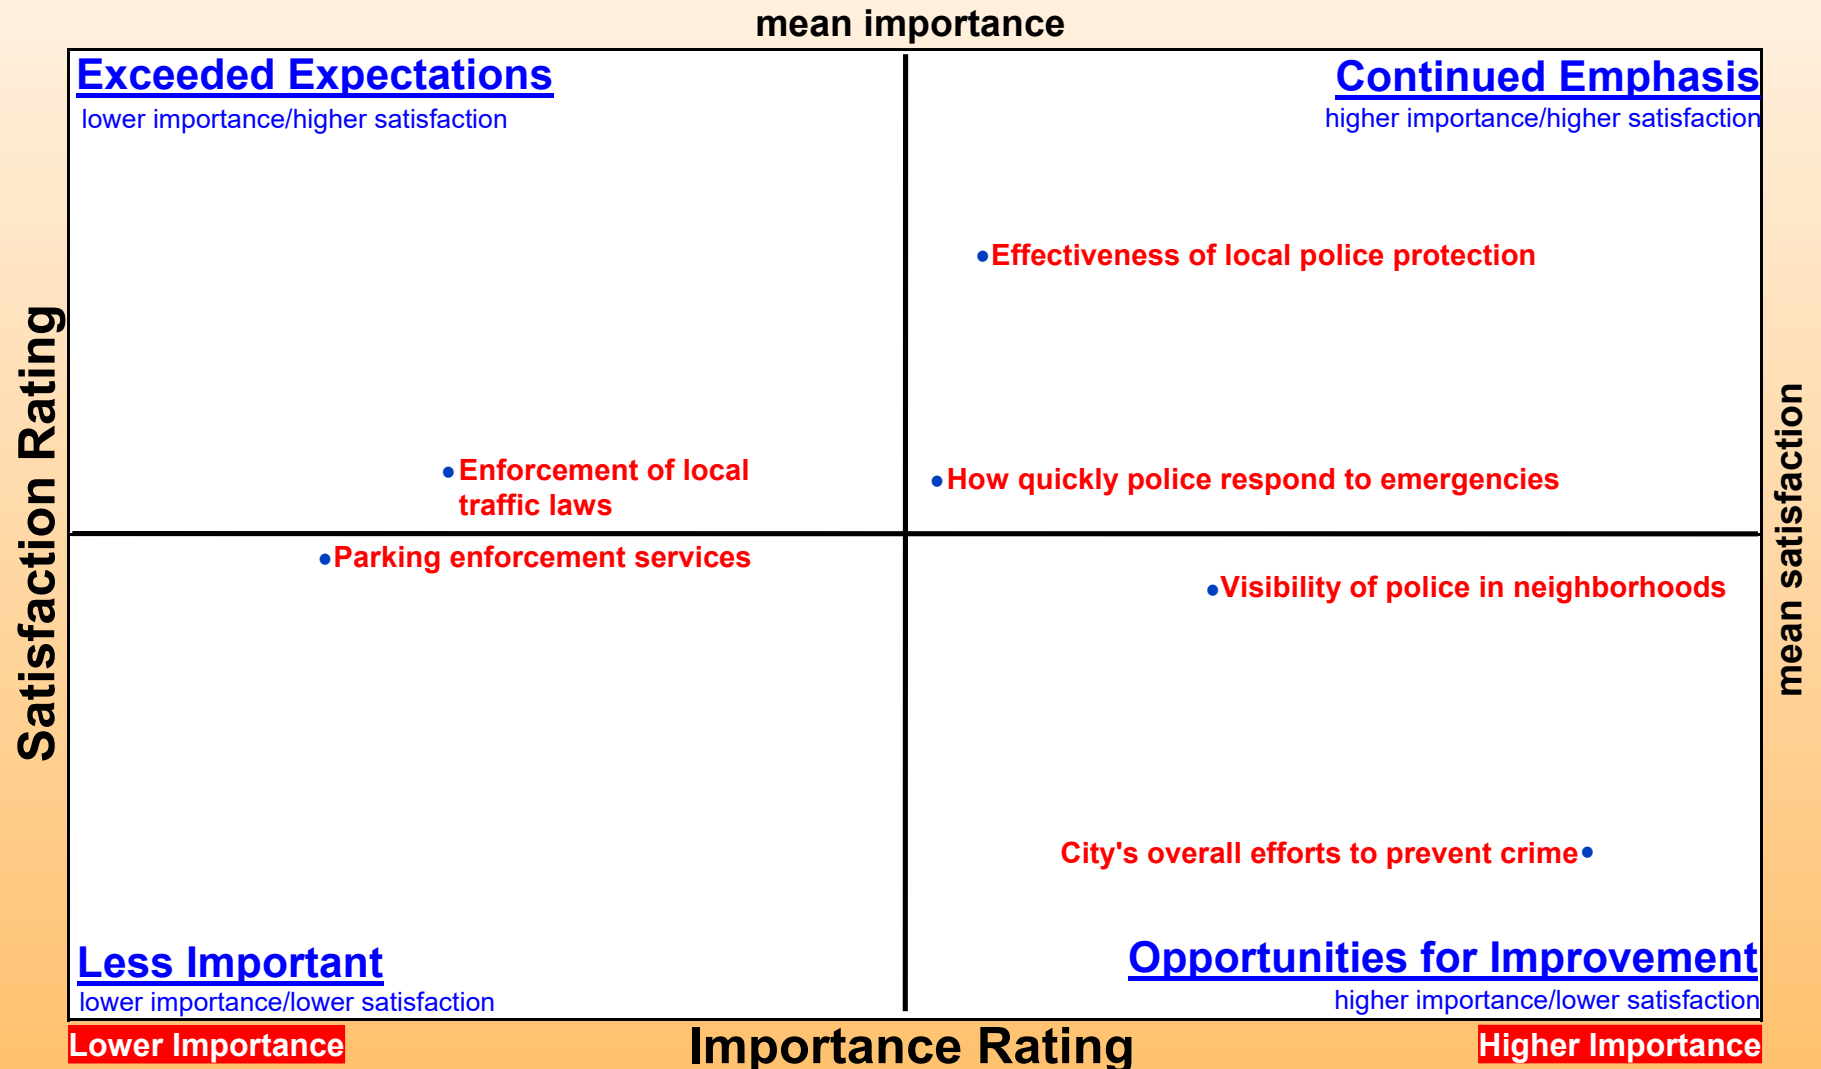 mean importance
Exceeded Expectations
lower importance/higher satisfaction
Continued Emphasis
higher importance/higher satisfaction
Effectiveness of local police protection
Enforcement of local
traffic laws
How quickly police respond to emergencies
Satisfaction Rating
mean satisfaction
Parking enforcement services
Visibility of police in neighborhoods
City's overall efforts to prevent crime
Less Important
lower importance/lower satisfaction
Opportunities for Improvement
higher importance/lower satisfaction
Lower Importance
Importance Rating
Higher Importance